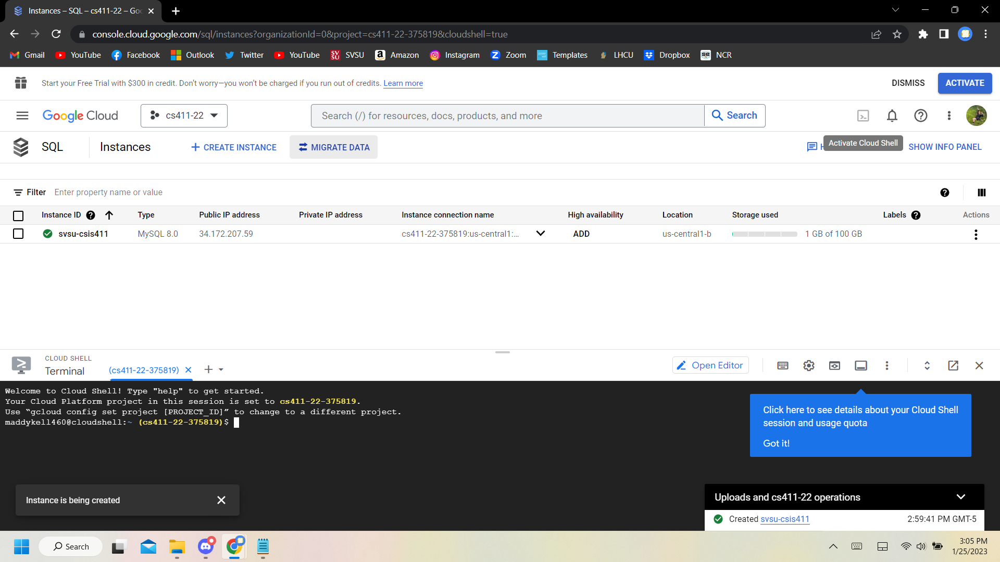 Instances – SQL – cs411-22 – Goo
console.cloud.google.com/sql/instances?organizationId=0&project=cs411-22-375819&cloudshell=true
Gmail YouTube Facebook Outlook Twitter YouTube SVSU Amazon Instagram Zoom Templates LHCU Dropbox NCR
Start your Free Trial with $300 in credit. Don't worry—you won't be charged if you run out of credits. Learn more
DISMISS ACTIVATE
Google Cloud cs411-22 Search (/) for resources, docs, products, and more Search
SQL Instances CREATE INSTANCE MIGRATE DATA Activate Cloud Shell SHOW INFO PANEL
Filter Enter property name or value
Instance ID Type Public IP address Private IP address Instance connection name High availability Location Storage used Labels Actions
svsu-csis411 MySQL 8.0 34.172.207.59 cs411-22-375819:us-central1:... ADD us-central1-b 1 GB of 100 GB
CLOUD SHELL
Terminal (cs411-22-375819) Open Editor
Welcome to Cloud Shell! Type "help" to get started.
Your Cloud Platform project in this session is set to cs411-22-375819.
Use “gcloud config set project [PROJECT_ID]” to change to a different project.
maddykell460@cloudshell:~ (cs411-22-375819)$
Click here to see details about your Cloud Shell
session and usage quota
Got it!
Instance is being created
Uploads and cs411-22 operations
Created svsu-csis411 2:59:41 PM GMT-5
Search
3:05 PM
1/25/2023